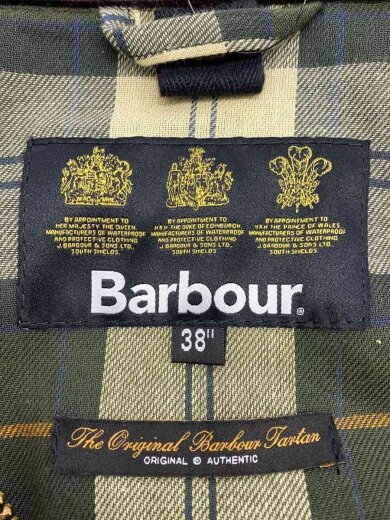 BY APPOINTMENT TO
HER MAJESTY THE QUEEN.
MANUFACTURERS OF WATERPROOF
AND PROTECTIVE CLOTHING
J. BARBOUR & SONS LTD.,
SOUTH SHIELDS.
BY APPOINTMENT TO
H.R.H. THE DUKE OF EDINBURGH
MANUFACTURERS OF WATERPROOF
AND PROTECTIVE CLOTHING
J. BARBOUR & SONS LTD.
SOUTH SHIELDS.
BY APPOINTMENT TO
H.R.H. THE PRINCE OF WALES
MANUFACTURERS OF WATERPROOF
AND PROTECTIVE CLOTHING
J. BARBOUR & SONS LTD
SOUTH SHIELDS.
Barbour®
38"
The Original Barbour Tartan
ORIGINAL ® AUTHENTIC